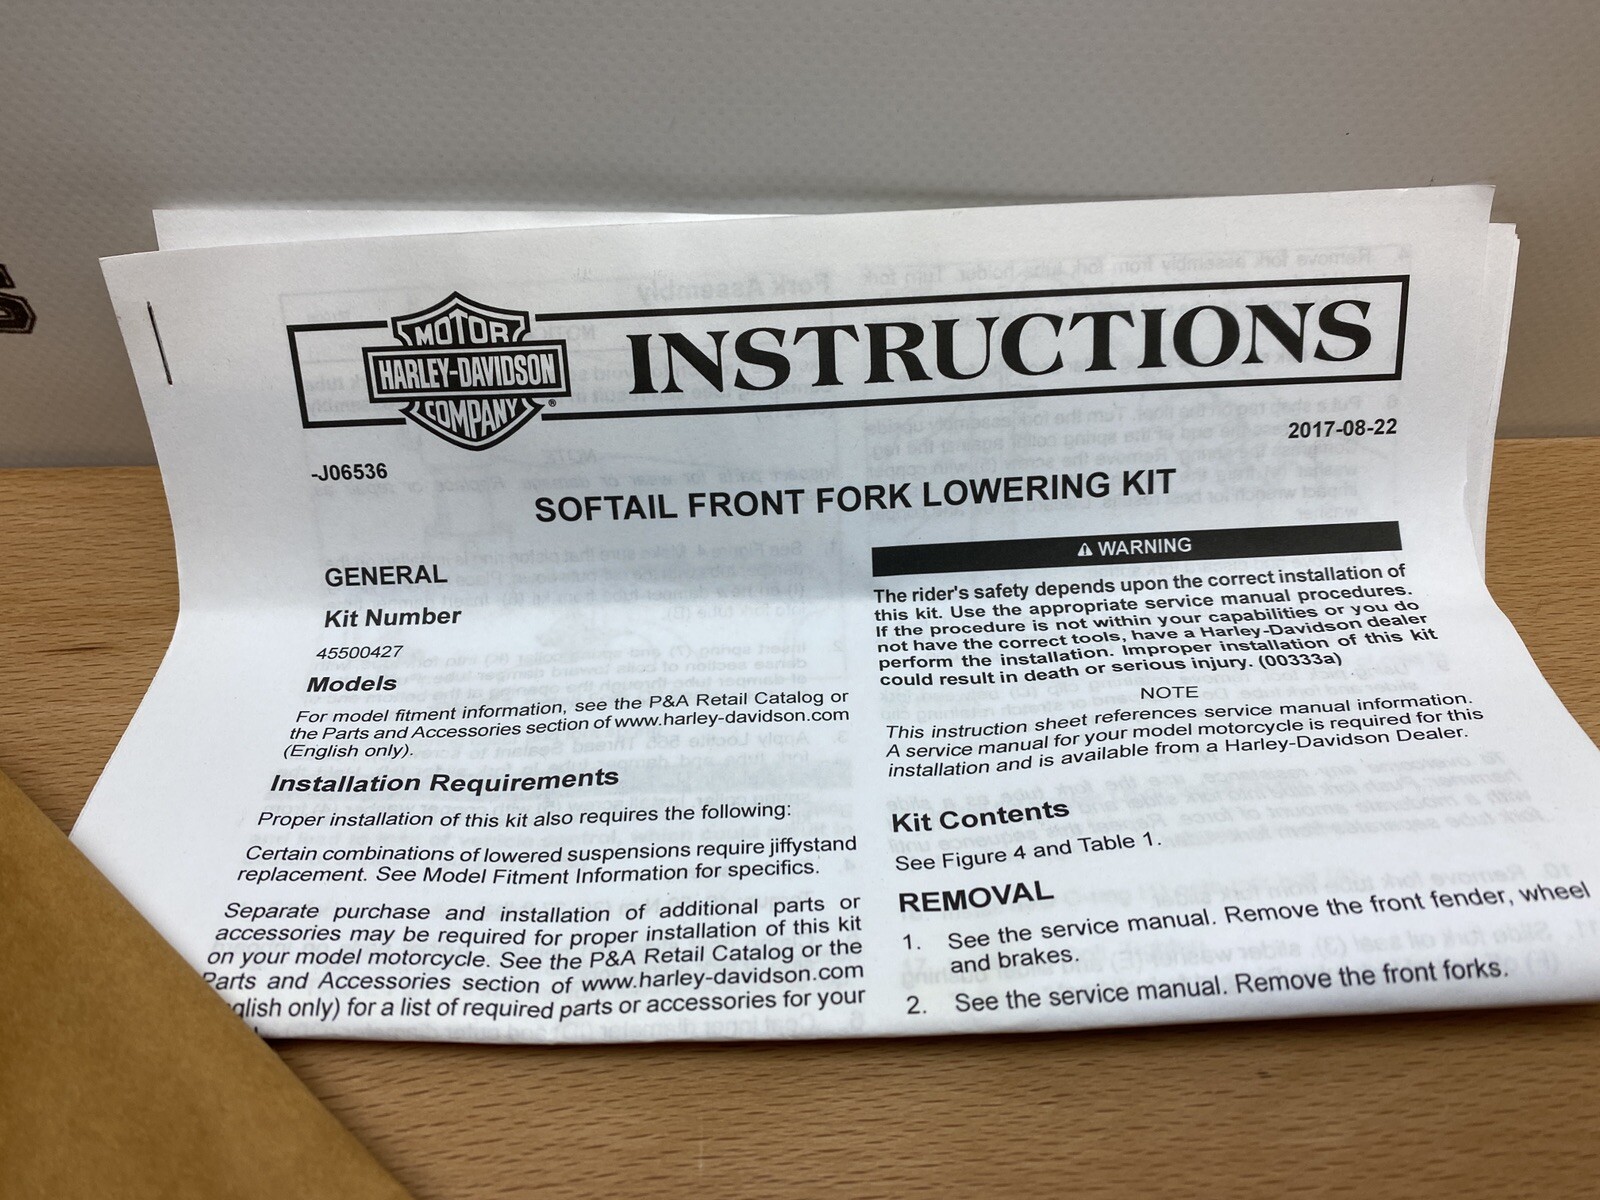 MOTOR
HARLEY-DAVIDSON
COMPANY
®
INSTRUCTIONS
-J06536
2017-08-22
SOFTAIL FRONT FORK LOWERING KIT
GENERAL
Kit Number
45500427
Models
For model fitment information, see the P&A Retail Catalog or
the Parts and Accessories section of www.harley-davidson.com
(English only).
Installation Requirements
Proper installation of this kit also requires the following:
Certain combinations of lowered suspensions require jiffystand
replacement. See Model Fitment Information for specifics.
Separate purchase and installation of additional parts or
accessories may be required for proper installation of this kit
on your model motorcycle. See the P&A Retail Catalog or the
Parts and Accessories section of www.harley-davidson.com
glish only) for a list of required parts or accessories for your
⚠ WARNING
The rider's safety depends upon the correct installation of
this kit. Use the appropriate service manual procedures.
If the procedure is not within your capabilities or you do
not have the correct tools, have a Harley-Davidson dealer
perform the installation. Improper installation of this kit
could result in death or serious injury. (00333a)
NOTE
This instruction sheet references service manual information.
A service manual for your model motorcycle is required for this
installation and is available from a Harley-Davidson Dealer.
Kit Contents
See Figure 4 and Table 1.
REMOVAL
1. See the service manual. Remove the front fender, wheel
and brakes.
2. See the service manual. Remove the front forks.